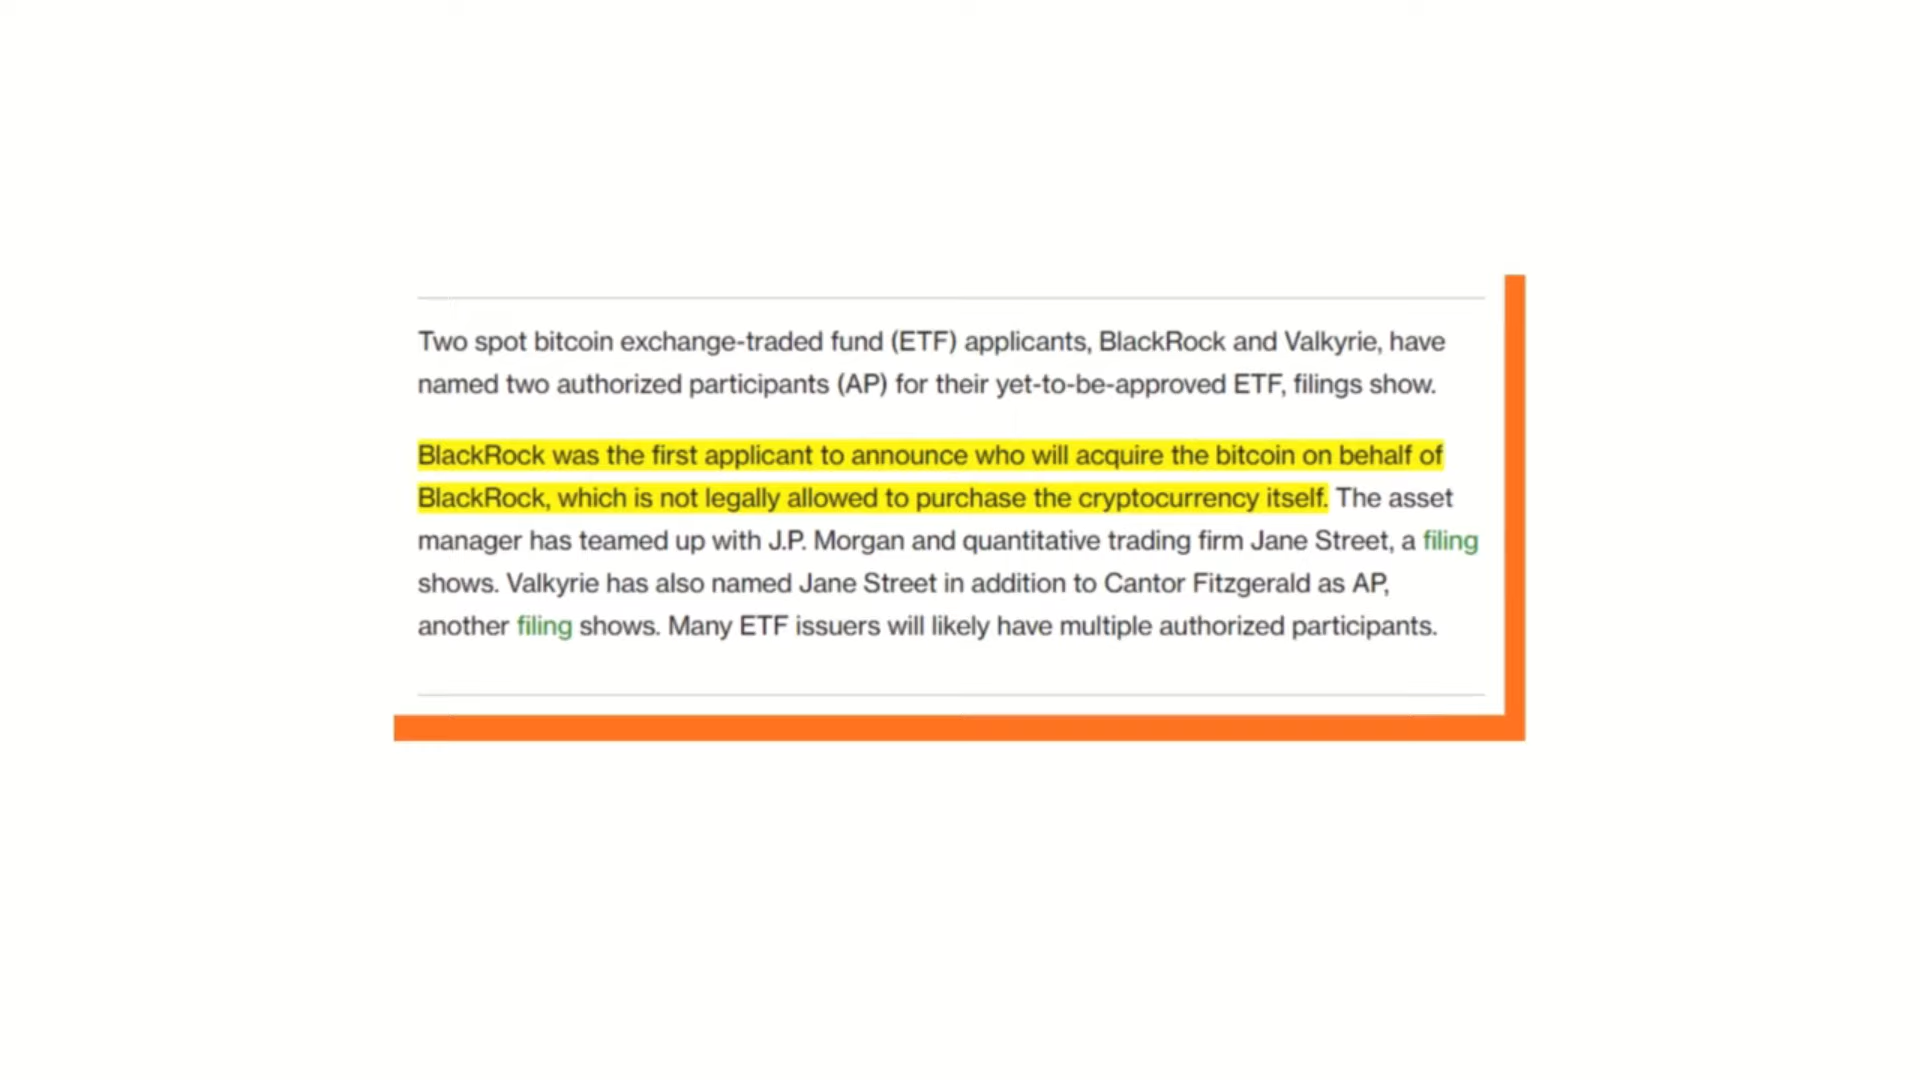 Two spot bitcoin exchange-traded fund (ETF) applicants, BlackRock and Valkyrie, have
named two authorized participants (AP) for their yet-to-be-approved ETF, filings show.
BlackRock was the first applicant to announce who will acquire the bitcoin on behalf of
BlackRock, which is not legally allowed to purchase the cryptocurrency itself. The asset
manager has teamed up with J.P. Morgan and quantitative trading firm Jane Street, a filing
shows. Valkyrie has also named Jane Street in addition to Cantor Fitzgerald as AP,
another filing shows. Many ETF issuers will likely have multiple authorized participants.